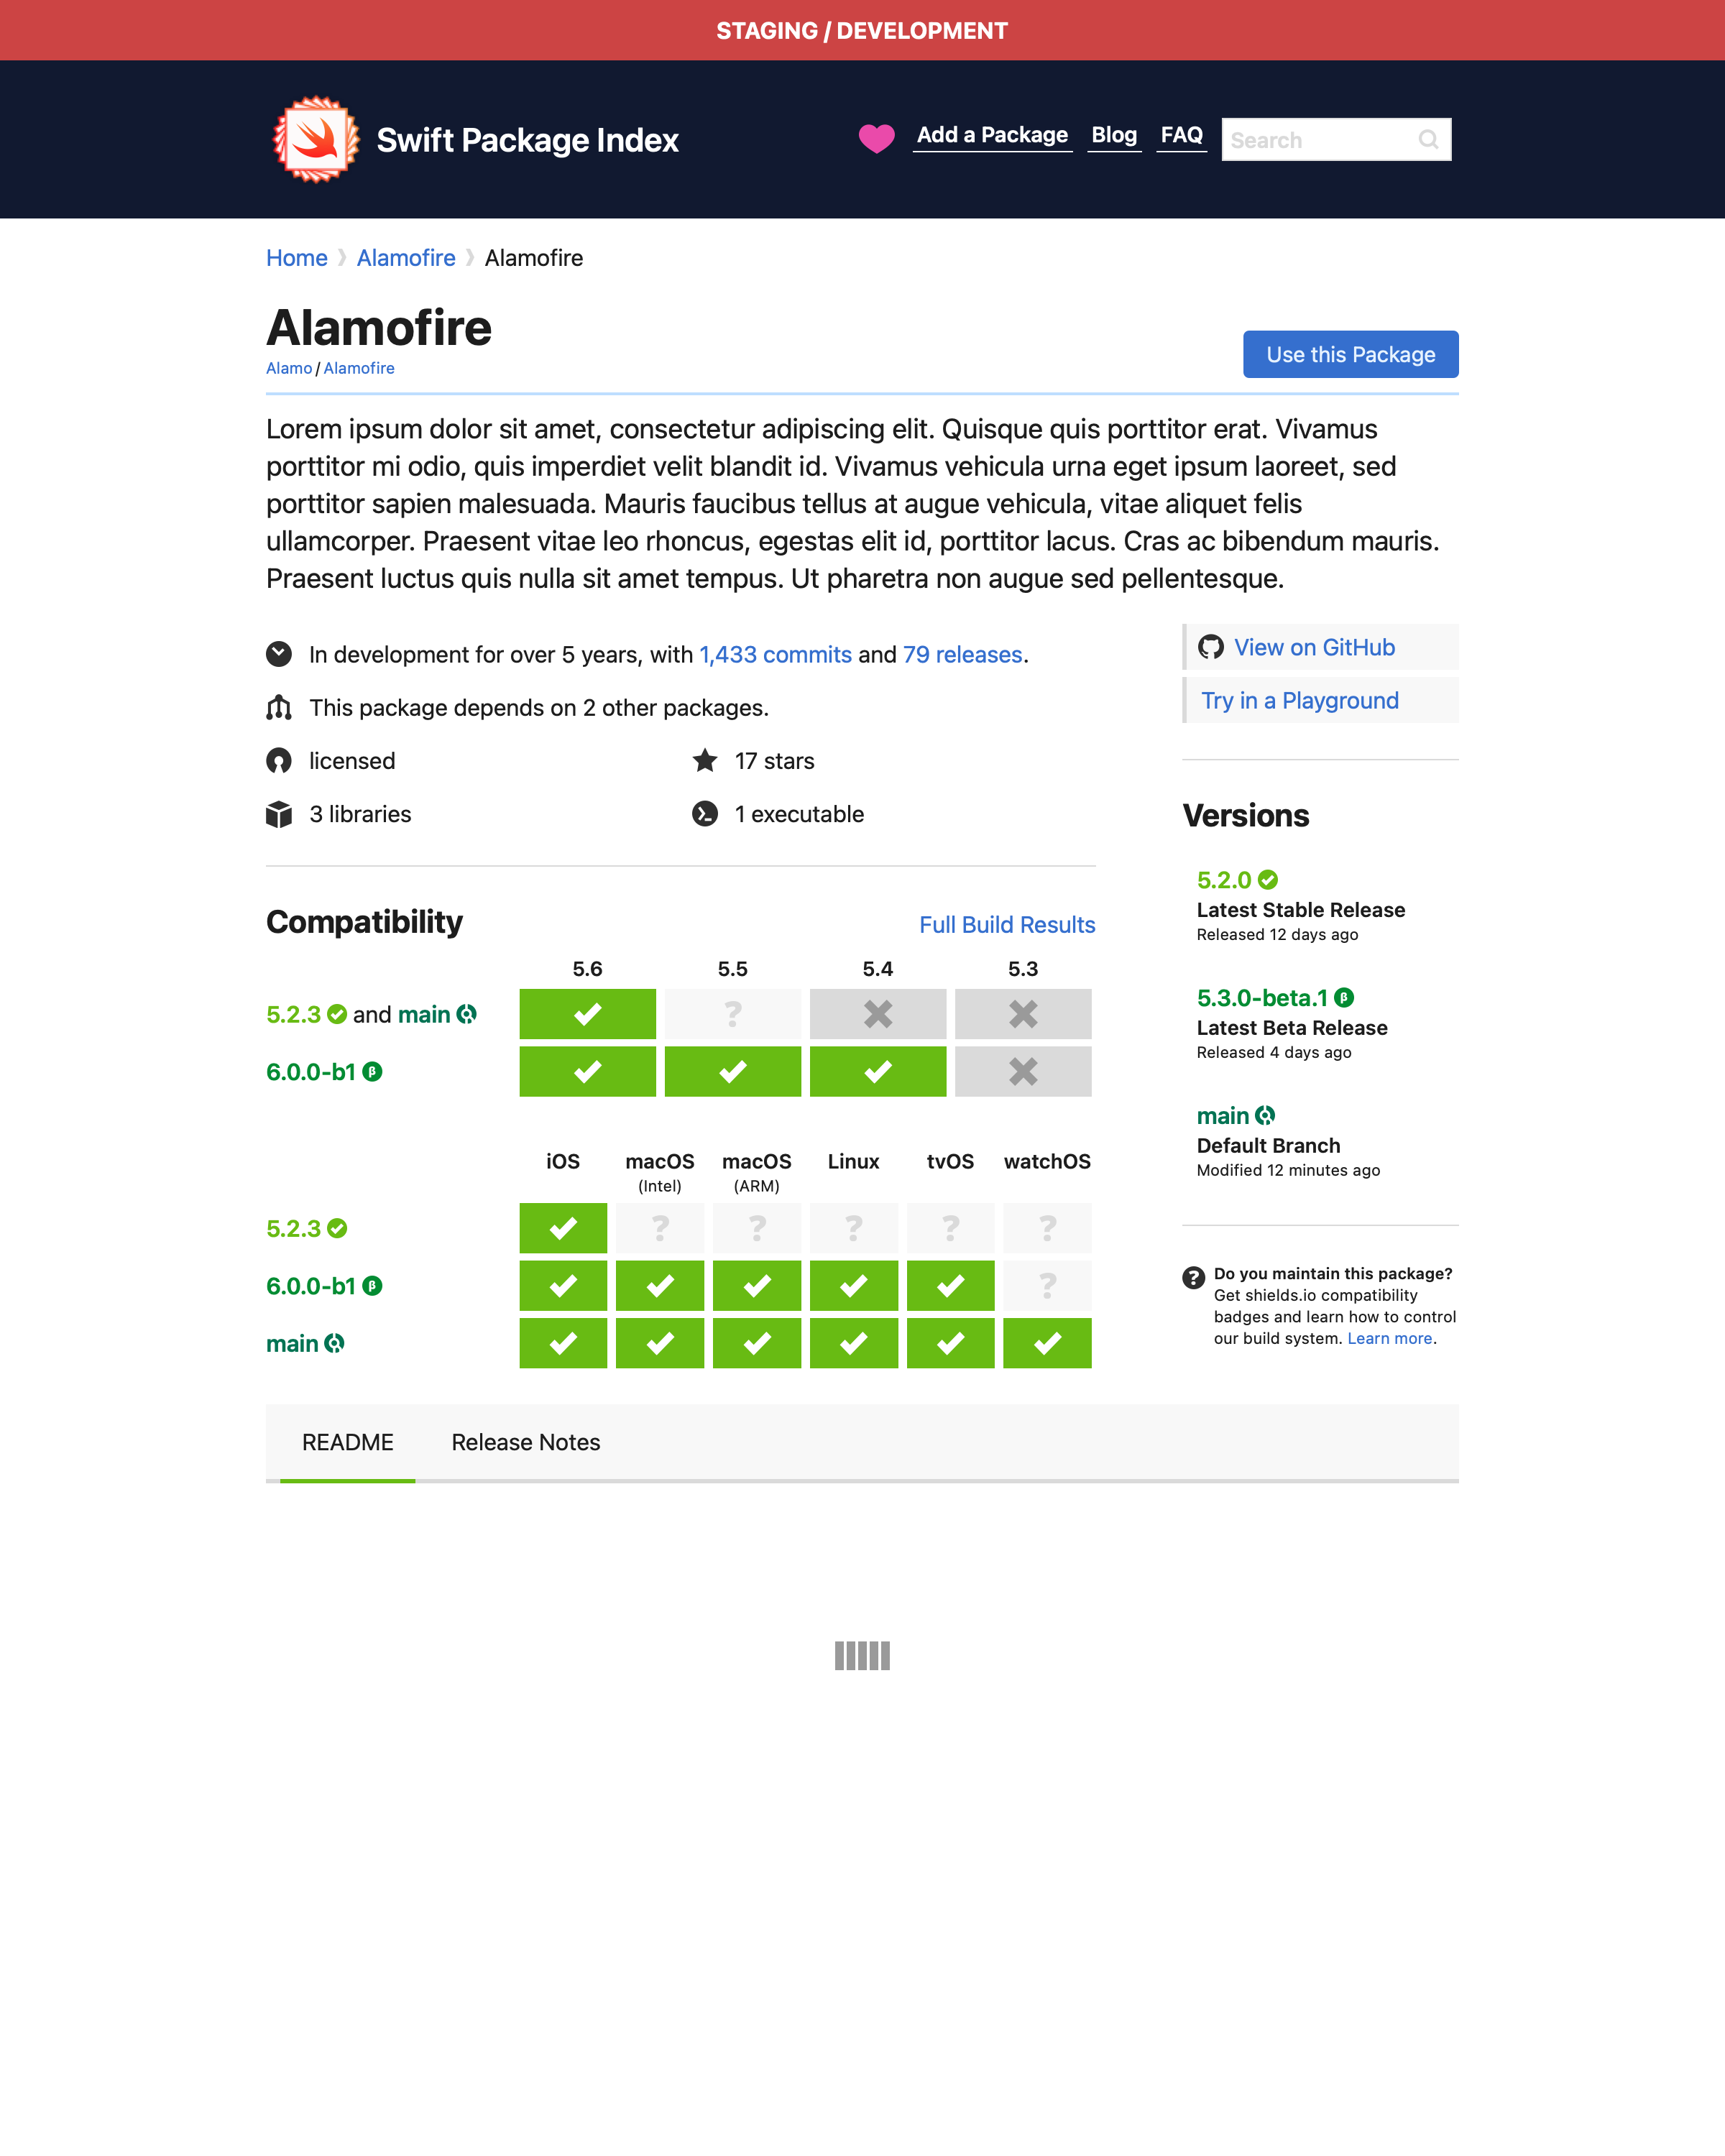 STAGING / DEVELOPMENT
Swift Package Index
Add a Package Blog FAQ Search
Home Alamofire Alamofire
Alamofire
Alamo / Alamofire
Use this Package
Lorem ipsum dolor sit amet, consectetur adipiscing elit. Quisque quis porttitor erat. Vivamus
porttitor mi odio, quis imperdiet velit blandit id. Vivamus vehicula urna eget ipsum laoreet, sed
porttitor sapien malesuada. Mauris faucibus tellus at augue vehicula, vitae aliquet felis
ullamcorper. Praesent vitae leo rhoncus, egestas elit id, porttitor lacus. Cras ac bibendum mauris.
Praesent luctus quis nulla sit amet tempus. Ut pharetra non augue sed pellentesque.
In development for over 5 years, with 1,433 commits and 79 releases.
This package depends on 2 other packages.
licensed 17 stars
3 libraries 1 executable
Compatibility Full Build Results
5.6 5.5 5.4 5.3
5.2.3 and main ?
6.0.0-b1 β
iOS macOS macOS Linux tvOS watchOS
(Intel) (ARM)
5.2.3 ? ? ? ? ?
6.0.0-b1 β ?
main
View on GitHub
Try in a Playground
Versions
5.2.0
Latest Stable Release
Released 12 days ago
5.3.0-beta.1 β
Latest Beta Release
Released 4 days ago
main
Default Branch
Modified 12 minutes ago
? Do you maintain this package?
Get shields.io compatibility
badges and learn how to control
our build system. Learn more.
README Release Notes